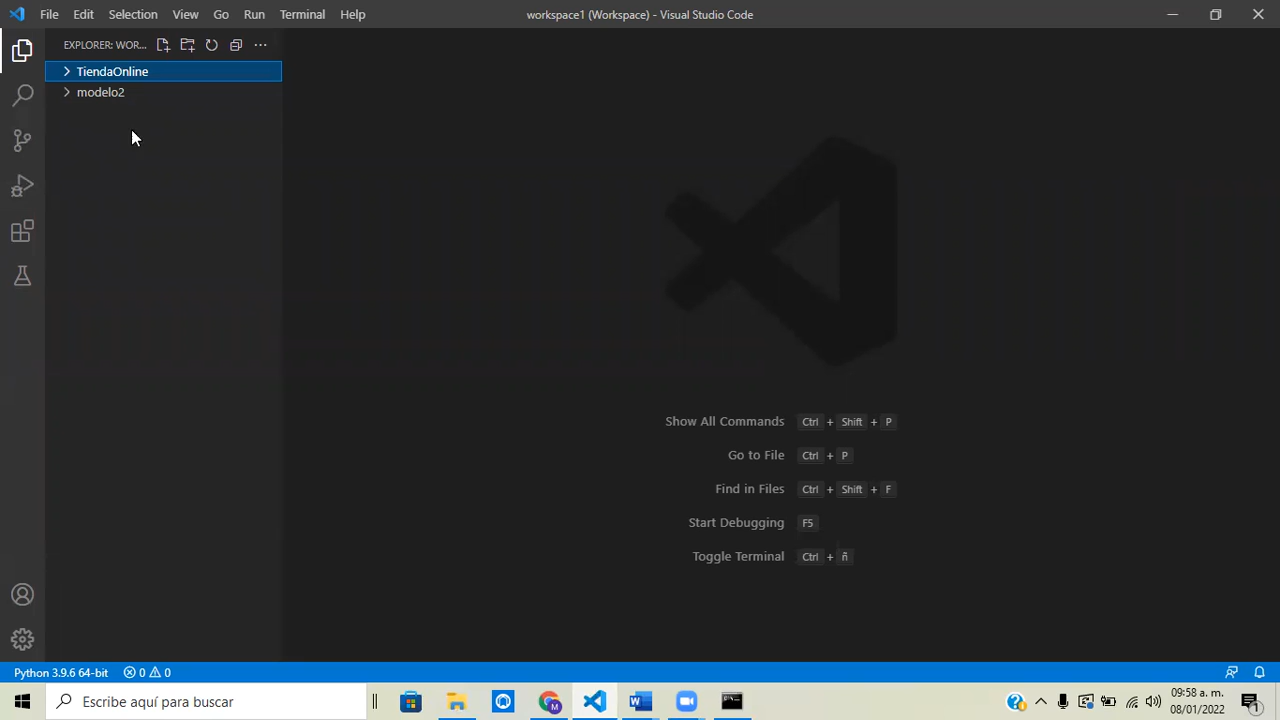 File Edit Selection View Go Run Terminal Help
workspace1 (Workspace) - Visual Studio Code
EXPLORER: WOR...
TiendaOnline
modelo2
Show All Commands Ctrl + Shift + P
Go to File Ctrl + P
Find in Files Ctrl + Shift + F
Start Debugging F5
Toggle Terminal Ctrl + ñ
Python 3.9.6 64-bit 0 0
Escribe aquí para buscar
09:58 a. m.
08/01/2022
1